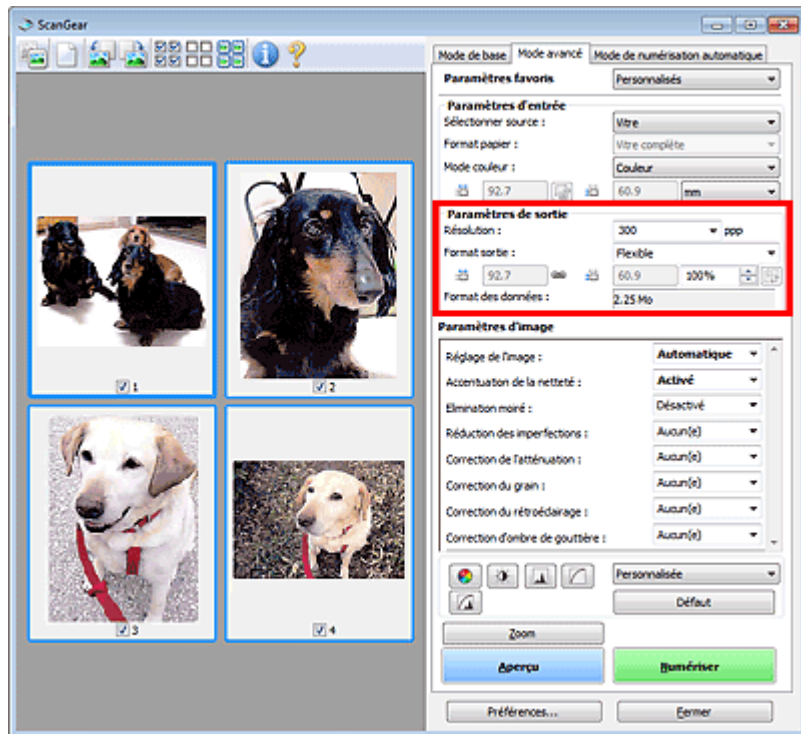 ScanGear
Mode de base Mode avancé Mode de numérisation automatique
Paramètres favoris Personnalisés
Paramètres d'entrée
Sélectionner source : Vitre
Format papier : Vitre complète
Mode couleur : Couleur
92.7 60.9 mm
Paramètres de sortie
Résolution : 300 ppp
Format sortie : Flexible
92.7 60.9 100%
Format des données : 2.25 Mo
Paramètres d'image
Réglage de l'image : Automatique
Accentuation de la netteté : Activé
Elimination moiré : Désactivé
Réduction des imperfections : Aucun(e)
Correction de l'atténuation : Aucun(e)
Correction du grain : Aucun(e)
Correction du rétroéclairage : Aucun(e)
Correction d'ombre de gouttière : Aucun(e)
Personnalisée
Défaut
Zoom
Aperçu Numériser
Préférences... Fermer
1 2
3 4